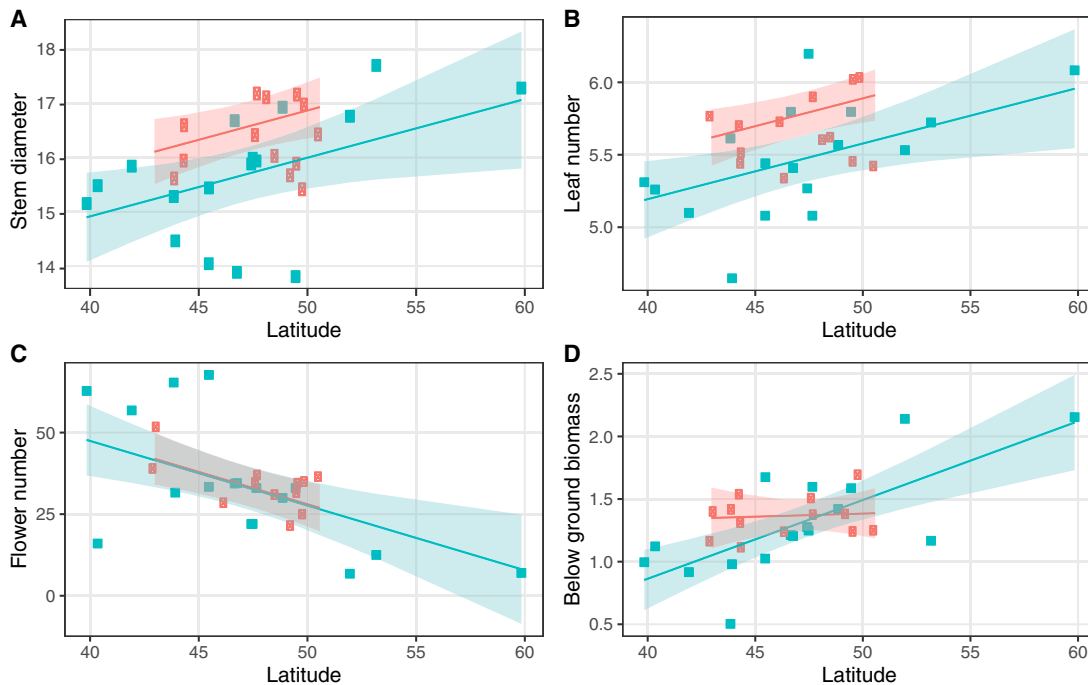 A
Stem diameter
18
17
16
15
14
40 45 50 55 60
Latitude
B
Leaf number
6.0
5.5
5.0
40 45 50 55 60
Latitude
C
Flower number
50
25
0
40 45 50 55 60
Latitude
D
Below ground biomass
2.5
2.0
1.5
1.0
0.5
40 45 50 55 60
Latitude